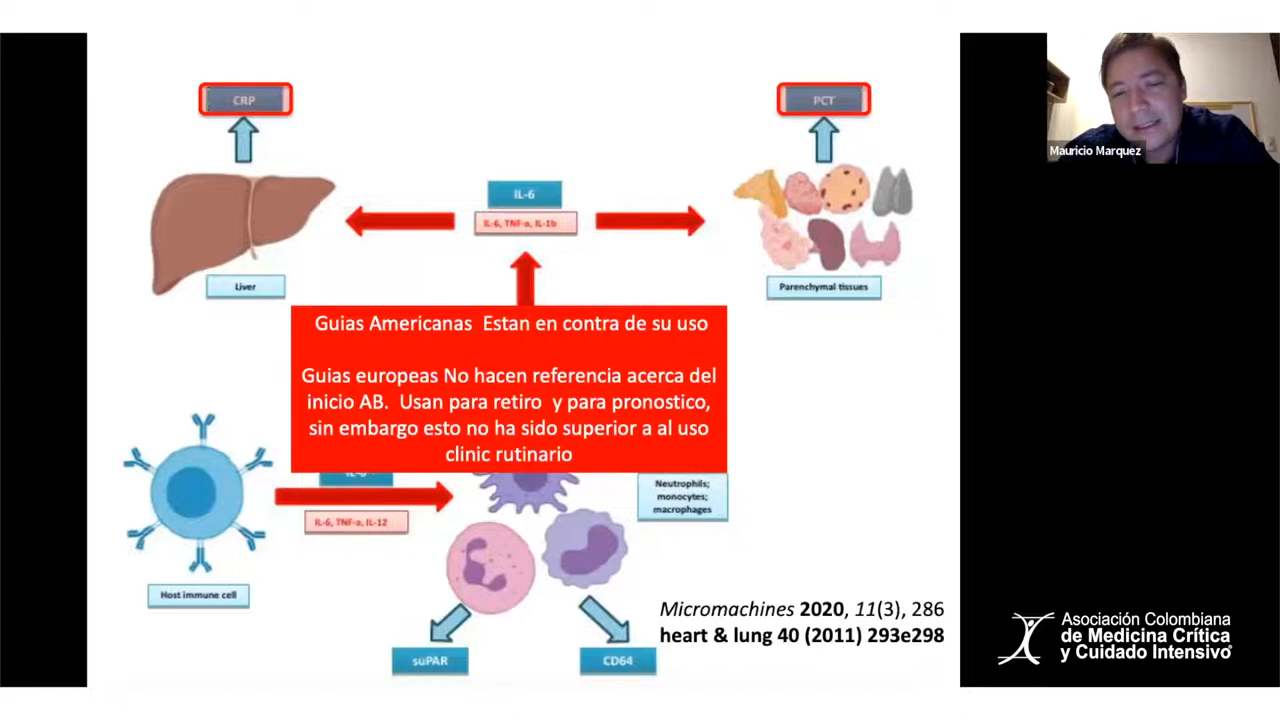 CRP
PCT
Mauricio Marquez
IL-6
IL-6, TNF-a, IL-1b
Liver
Parenchymal tissues
Guias Americanas Estan en contra de su uso
Guias europeas No hacen referencia acerca del
inicio AB. Usan para retiro y para pronostico,
sin embargo esto no ha sido superior a al uso
clinic rutinario
Neutrophils;
monocytes;
macrophages
IL-6, TNF-a, IL-12
Host immune cell
Micromachines 2020, 11(3), 286
heart & lung 40 (2011) 293e298
suPAR
CD64
Asociación Colombiana
de Medicina Crítica
y Cuidado Intensivo